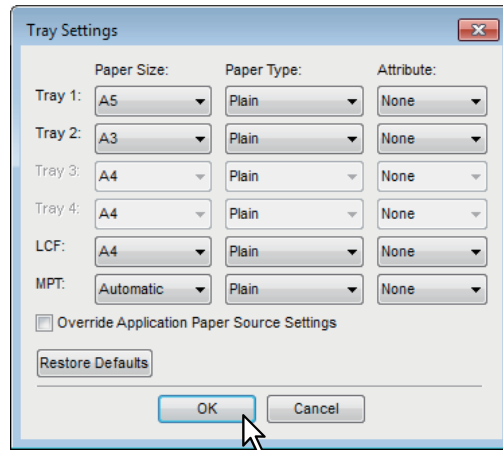 Tray Settings
Paper Size: Paper Type: Attribute:
Tray 1: A5 Plain None
Tray 2: A3 Plain None
Tray 3: A4 Plain None
Tray 4: A4 Plain None
LCF: A4 Plain None
MPT: Automatic Plain None
Override Application Paper Source Settings
Restore Defaults
OK Cancel